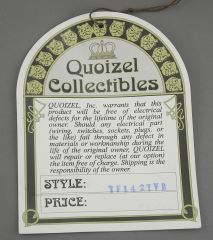 Quoizel
Collectibles
QUOIZEL, Inc. warrants that this
product will be free of electrical
defects for the lifetime of the original
owner. Should any electrical part
(wiring, switches, sockets, plugs, or
the like) fail through any defect in
materials or workmanship during the
life of the original owner, QUOIZEL
will repair or replace (at our option)
the item free of charge. Shipping is the
responsibility of the owner.
STYLE:
PRICE: